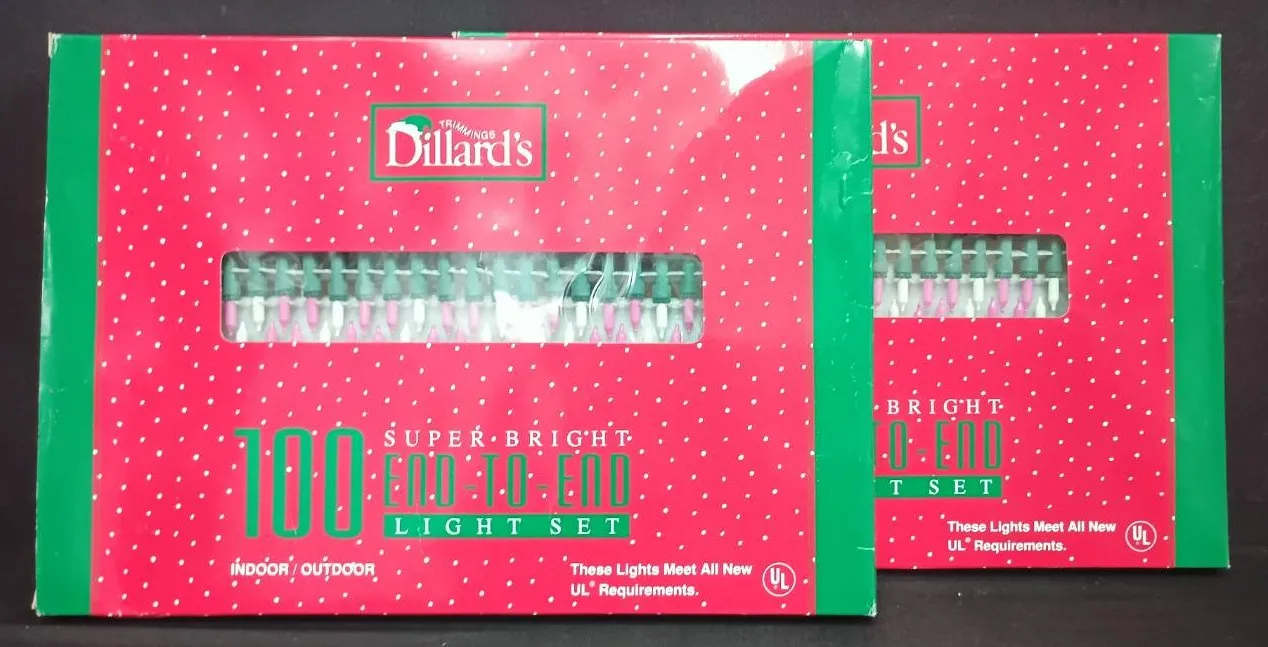 TRIMMINGS
Dillard's
100
SUPER BRIGHT
END-TO-END
LIGHT SET
INDOOR / OUTDOOR
These Lights Meet All New
UL® Requirements.
UL
d's
BRIGHT
TO-END
T SET
These Lights Meet All New
UL® Requirements.
UL